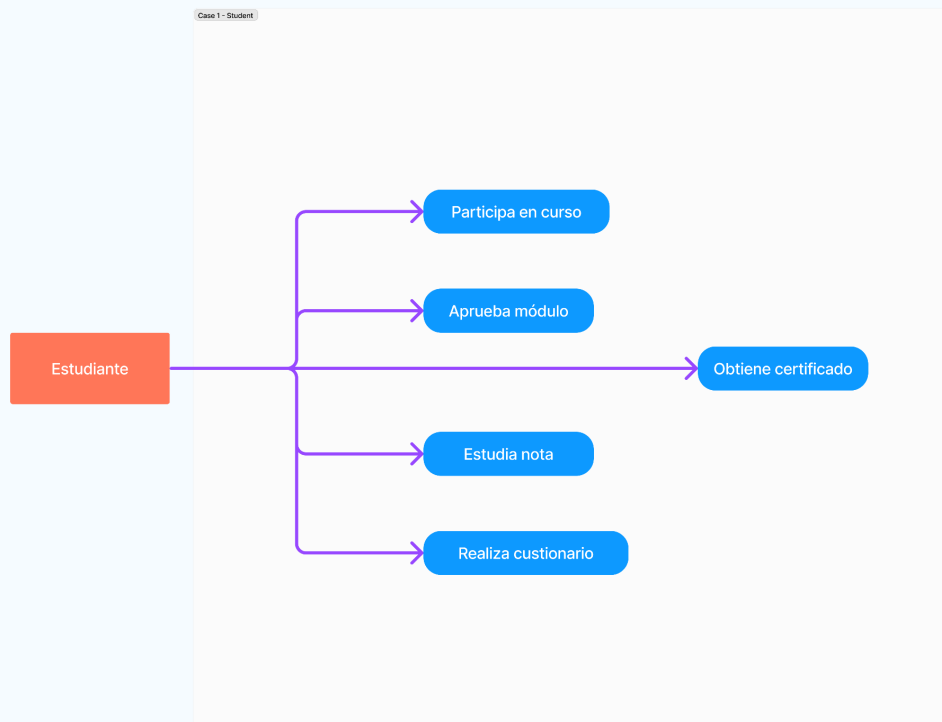 Case 1 - Student
Participa en curso
Aprueba módulo
Estudiante
Obtiene certificado
Estudia nota
Realiza custionario